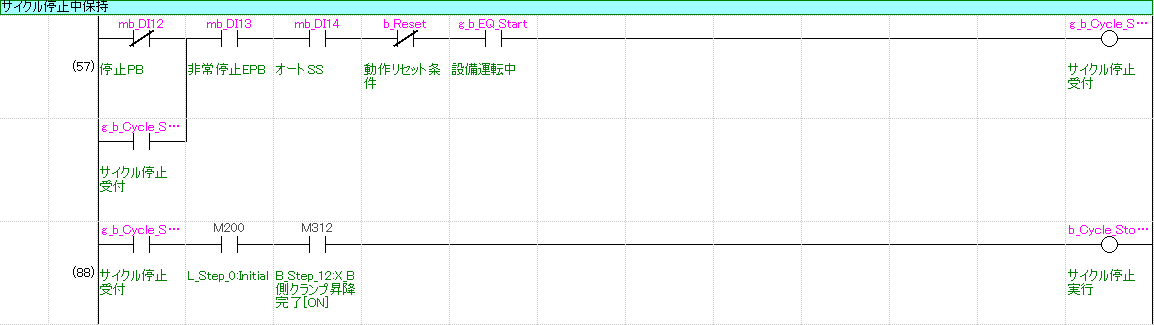 サイクル停止中保持
mb_DI12 mb_DI13 mb_DI14 b_Reset g_b_EQ_Start g_b_Cycle_S…
(57) 停止PB 非常停止EPB オートSS 動作リセット条 設備運転中 サイクル停止
件 受付
g_b_Cycle_S…
サイクル停止
受付
g_b_Cycle_S… M200 M312 b_Cycle_Sto…
(88) サイクル停止 L_Step_0:Initial B_Step_12:X_B サイクル停止
受付 側クランプ昇降 実行
完了[ON]